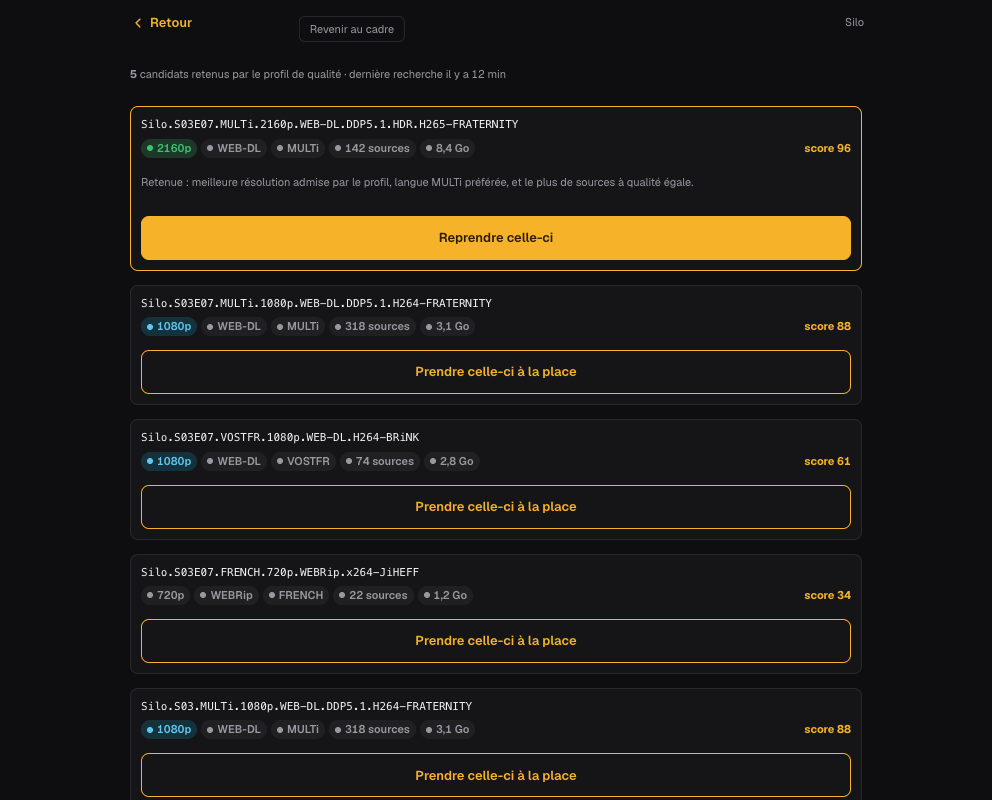 Retour
Revenir au cadre
Silo
5 candidats retenus par le profil de qualité · dernière recherche il y a 12 min
Silo.S03E07.MULTi.2160p.WEB-DL.DDP5.1.HDR.H265-FRATERNITY
2160p WEB-DL MULTi 142 sources 8,4 Go score 96
Retenue : meilleure résolution admise par le profil, langue MULTi préférée, et le plus de sources à qualité égale.
Reprendre celle-ci
Silo.S03E07.MULTi.1080p.WEB-DL.DDP5.1.H264-FRATERNITY
1080p WEB-DL MULTi 318 sources 3,1 Go score 88
Prendre celle-ci à la place
Silo.S03E07.VOSTFR.1080p.WEB-DL.H264-BRiNK
1080p WEB-DL VOSTFR 74 sources 2,8 Go score 61
Prendre celle-ci à la place
Silo.S03E07.FRENCH.720p.WEBRip.x264-JiHEFF
720p WEBRip FRENCH 22 sources 1,2 Go score 34
Prendre celle-ci à la place
Silo.S03.MULTi.1080p.WEB-DL.DDP5.1.H264-FRATERNITY
1080p WEB-DL MULTi 318 sources 3,1 Go score 88
Prendre celle-ci à la place